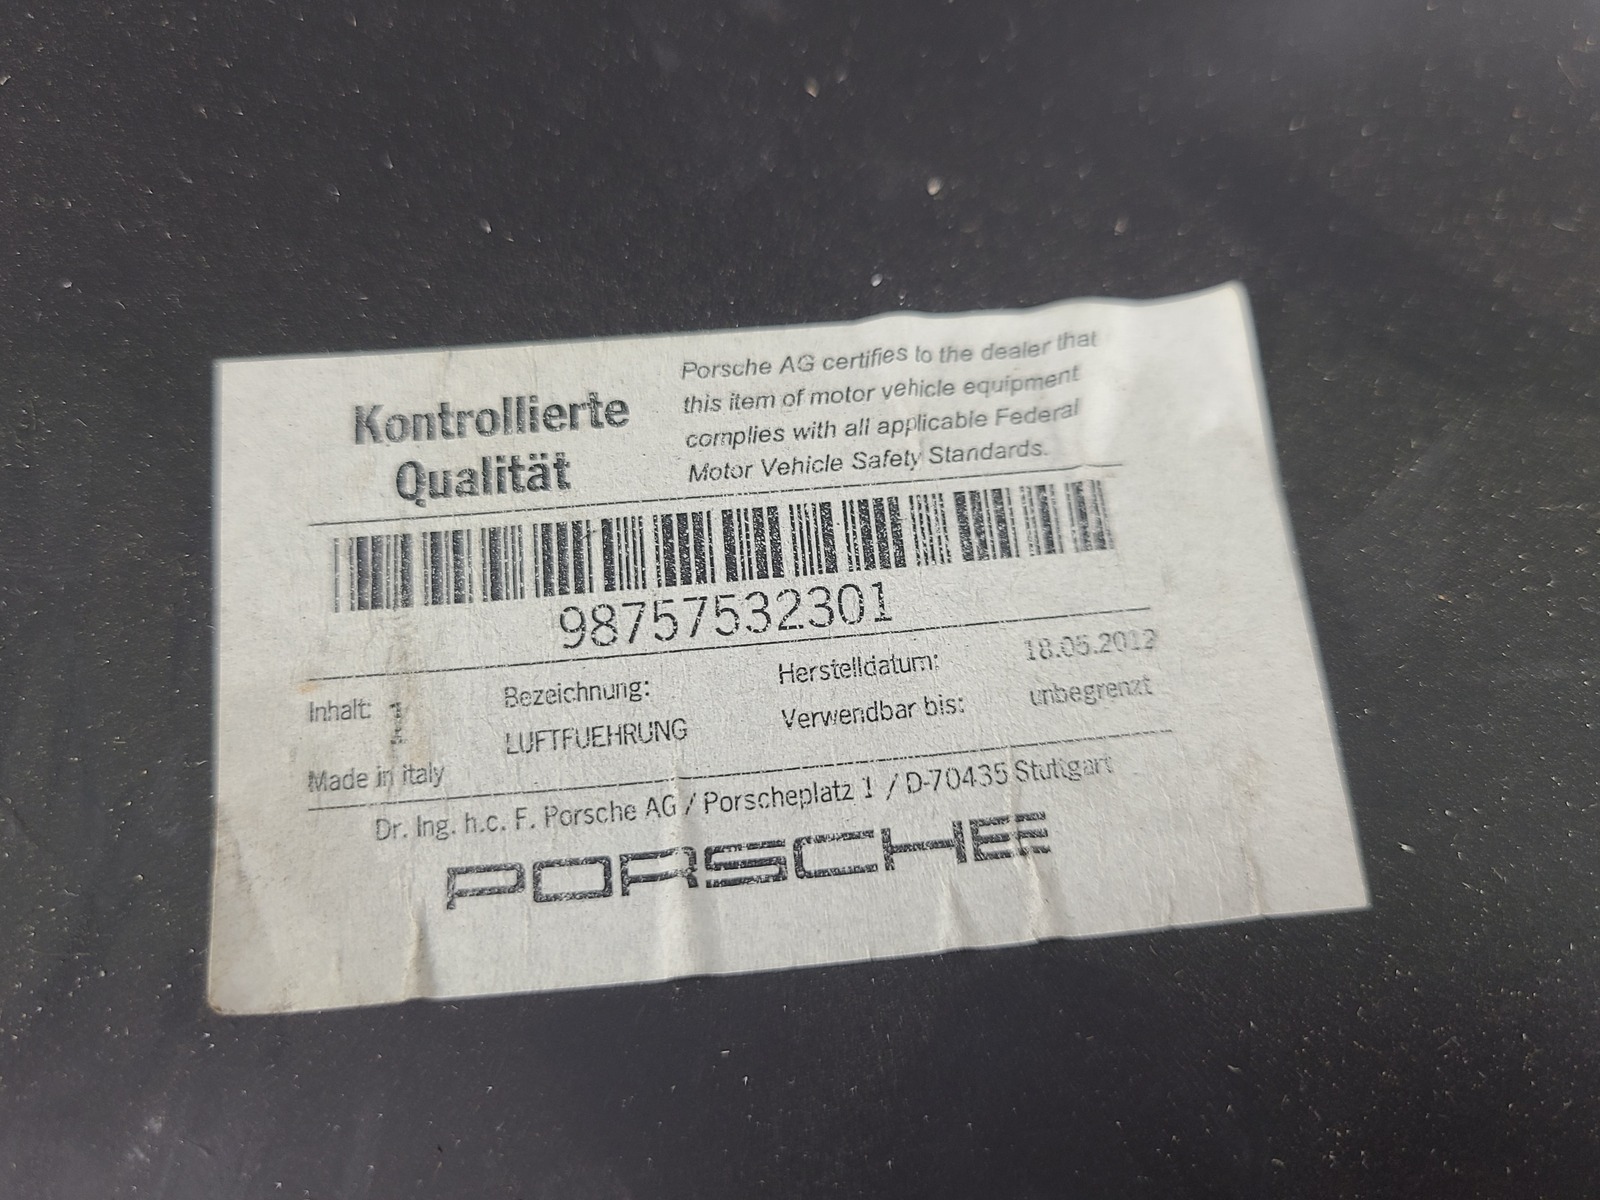 Kontrollierte
Qualität
Porsche AG certifies to the dealer that
this item of motor vehicle equipment
complies with all applicable Federal
Motor Vehicle Safety Standards.
98757532301
Inhalt: 1
Bezeichnung:
LUFTFUEHRUNG
Herstelldatum: 18.05.2012
Verwendbar bis: unbegrenzt
Made in italy
Dr. Ing. h.c. F. Porsche AG / Porscheplatz 1 / D-70435 Stuttgart
PORSCHE